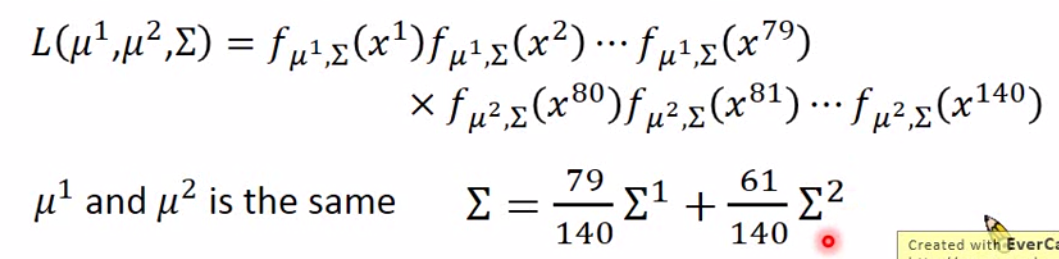 L(μ¹,μ²,Σ) = f_{μ¹,Σ}(x¹)f_{μ¹,Σ}(x²) ⋯ f_{μ¹,Σ}(x⁷⁹)
× f_{μ²,Σ}(x⁸⁰)f_{μ²,Σ}(x⁸¹) ⋯ f_{μ²,Σ}(x¹⁴⁰)
μ¹ and μ² is the same Σ = 79/140 Σ¹ + 61/140 Σ²
Created with